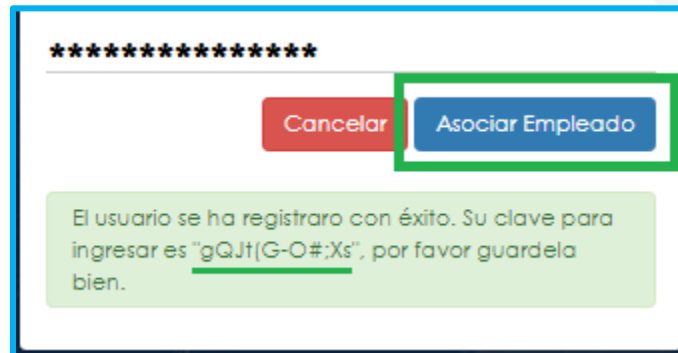 ***************
Cancelar Asociar Empleado
El usuario se ha registraro con éxito. Su clave para
ingresar es "gQJt(G-O#;Xs", por favor guardela
bien.